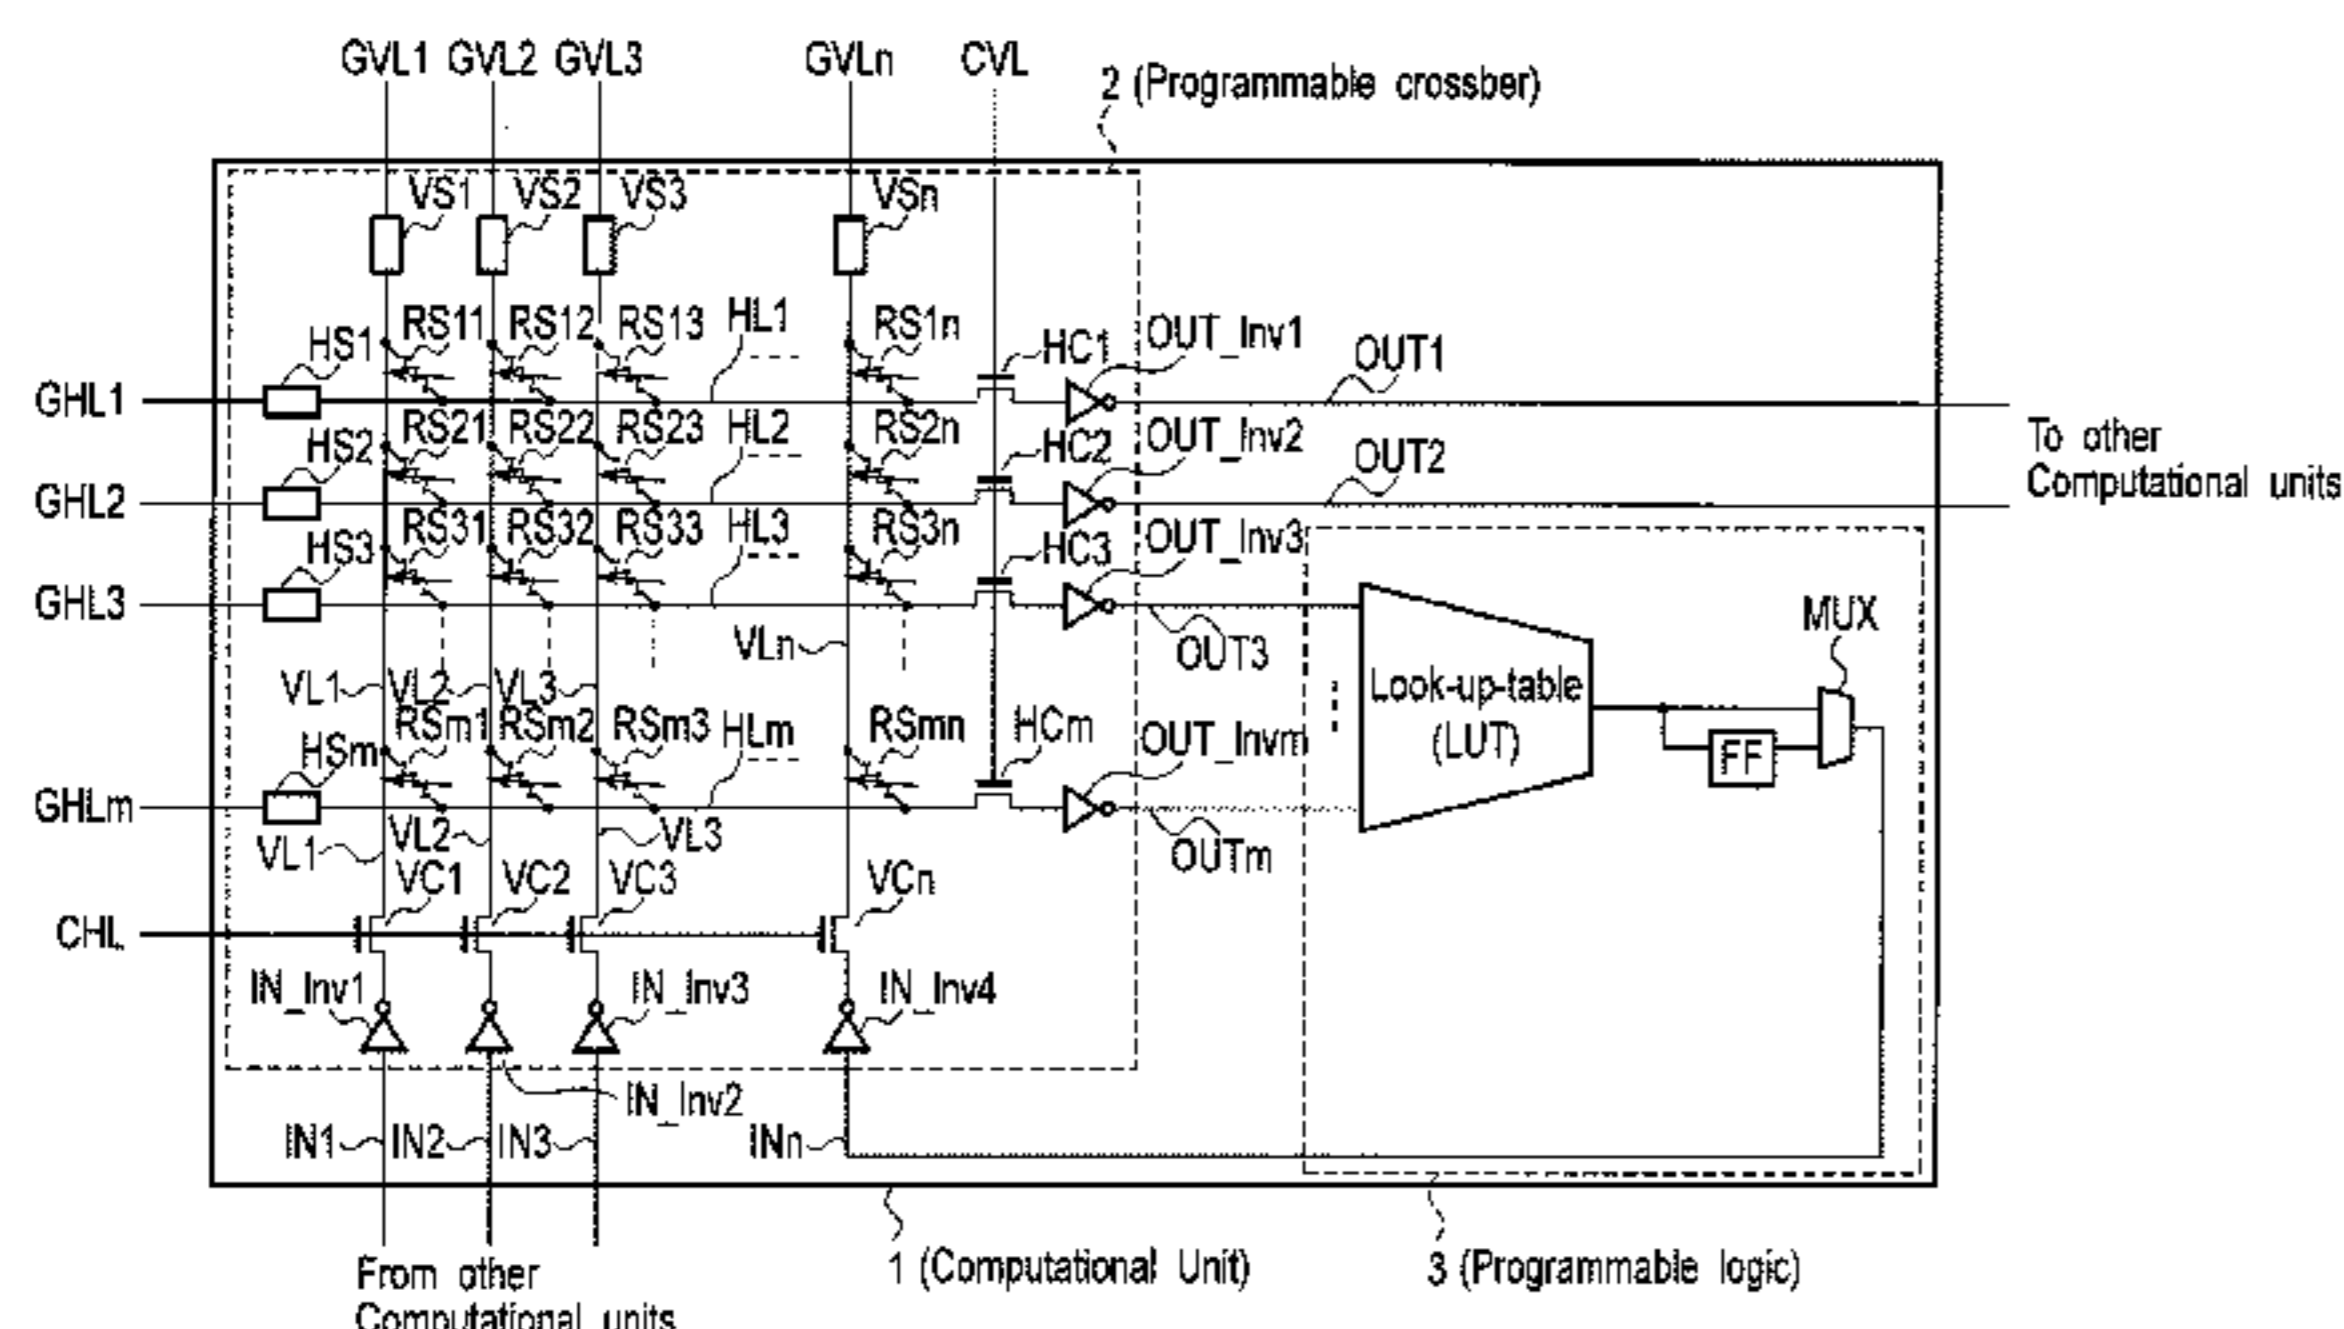 GVL1 GVL2 GVL3 GVLn CVL
2 (Programmable crossber)
VS1 VS2 VS3 VSn
HS1 RS11 RS12 RS13 HL1 RS1n HC1 OUT_Inv1 OUT1
GHL1
HS2 RS21 RS22 RS23 HL2 RS2n HC2 OUT_Inv2 OUT2
GHL2
To other
Computational units
HS3 RS31 RS32 RS33 HL3 RS3n HC3 OUT_Inv3
GHL3
VLn OUT3 MUX
VL1 VL2 VL3
Look-up-table
(LUT)
FF
HSm RSm1 RSm2 RSm3 HLm RSmn HCm OUT_Invm
GHLm
VL1 VL2 VL3 OUTm
VC1 VC2 VC3 VCn
CHL
IN_Inv1 IN_Inv3 IN_Inv4
IN_Inv2
IN1 IN2 IN3 INn
From other
Computational units
1 (Computational Unit)
3 (Programmable logic)